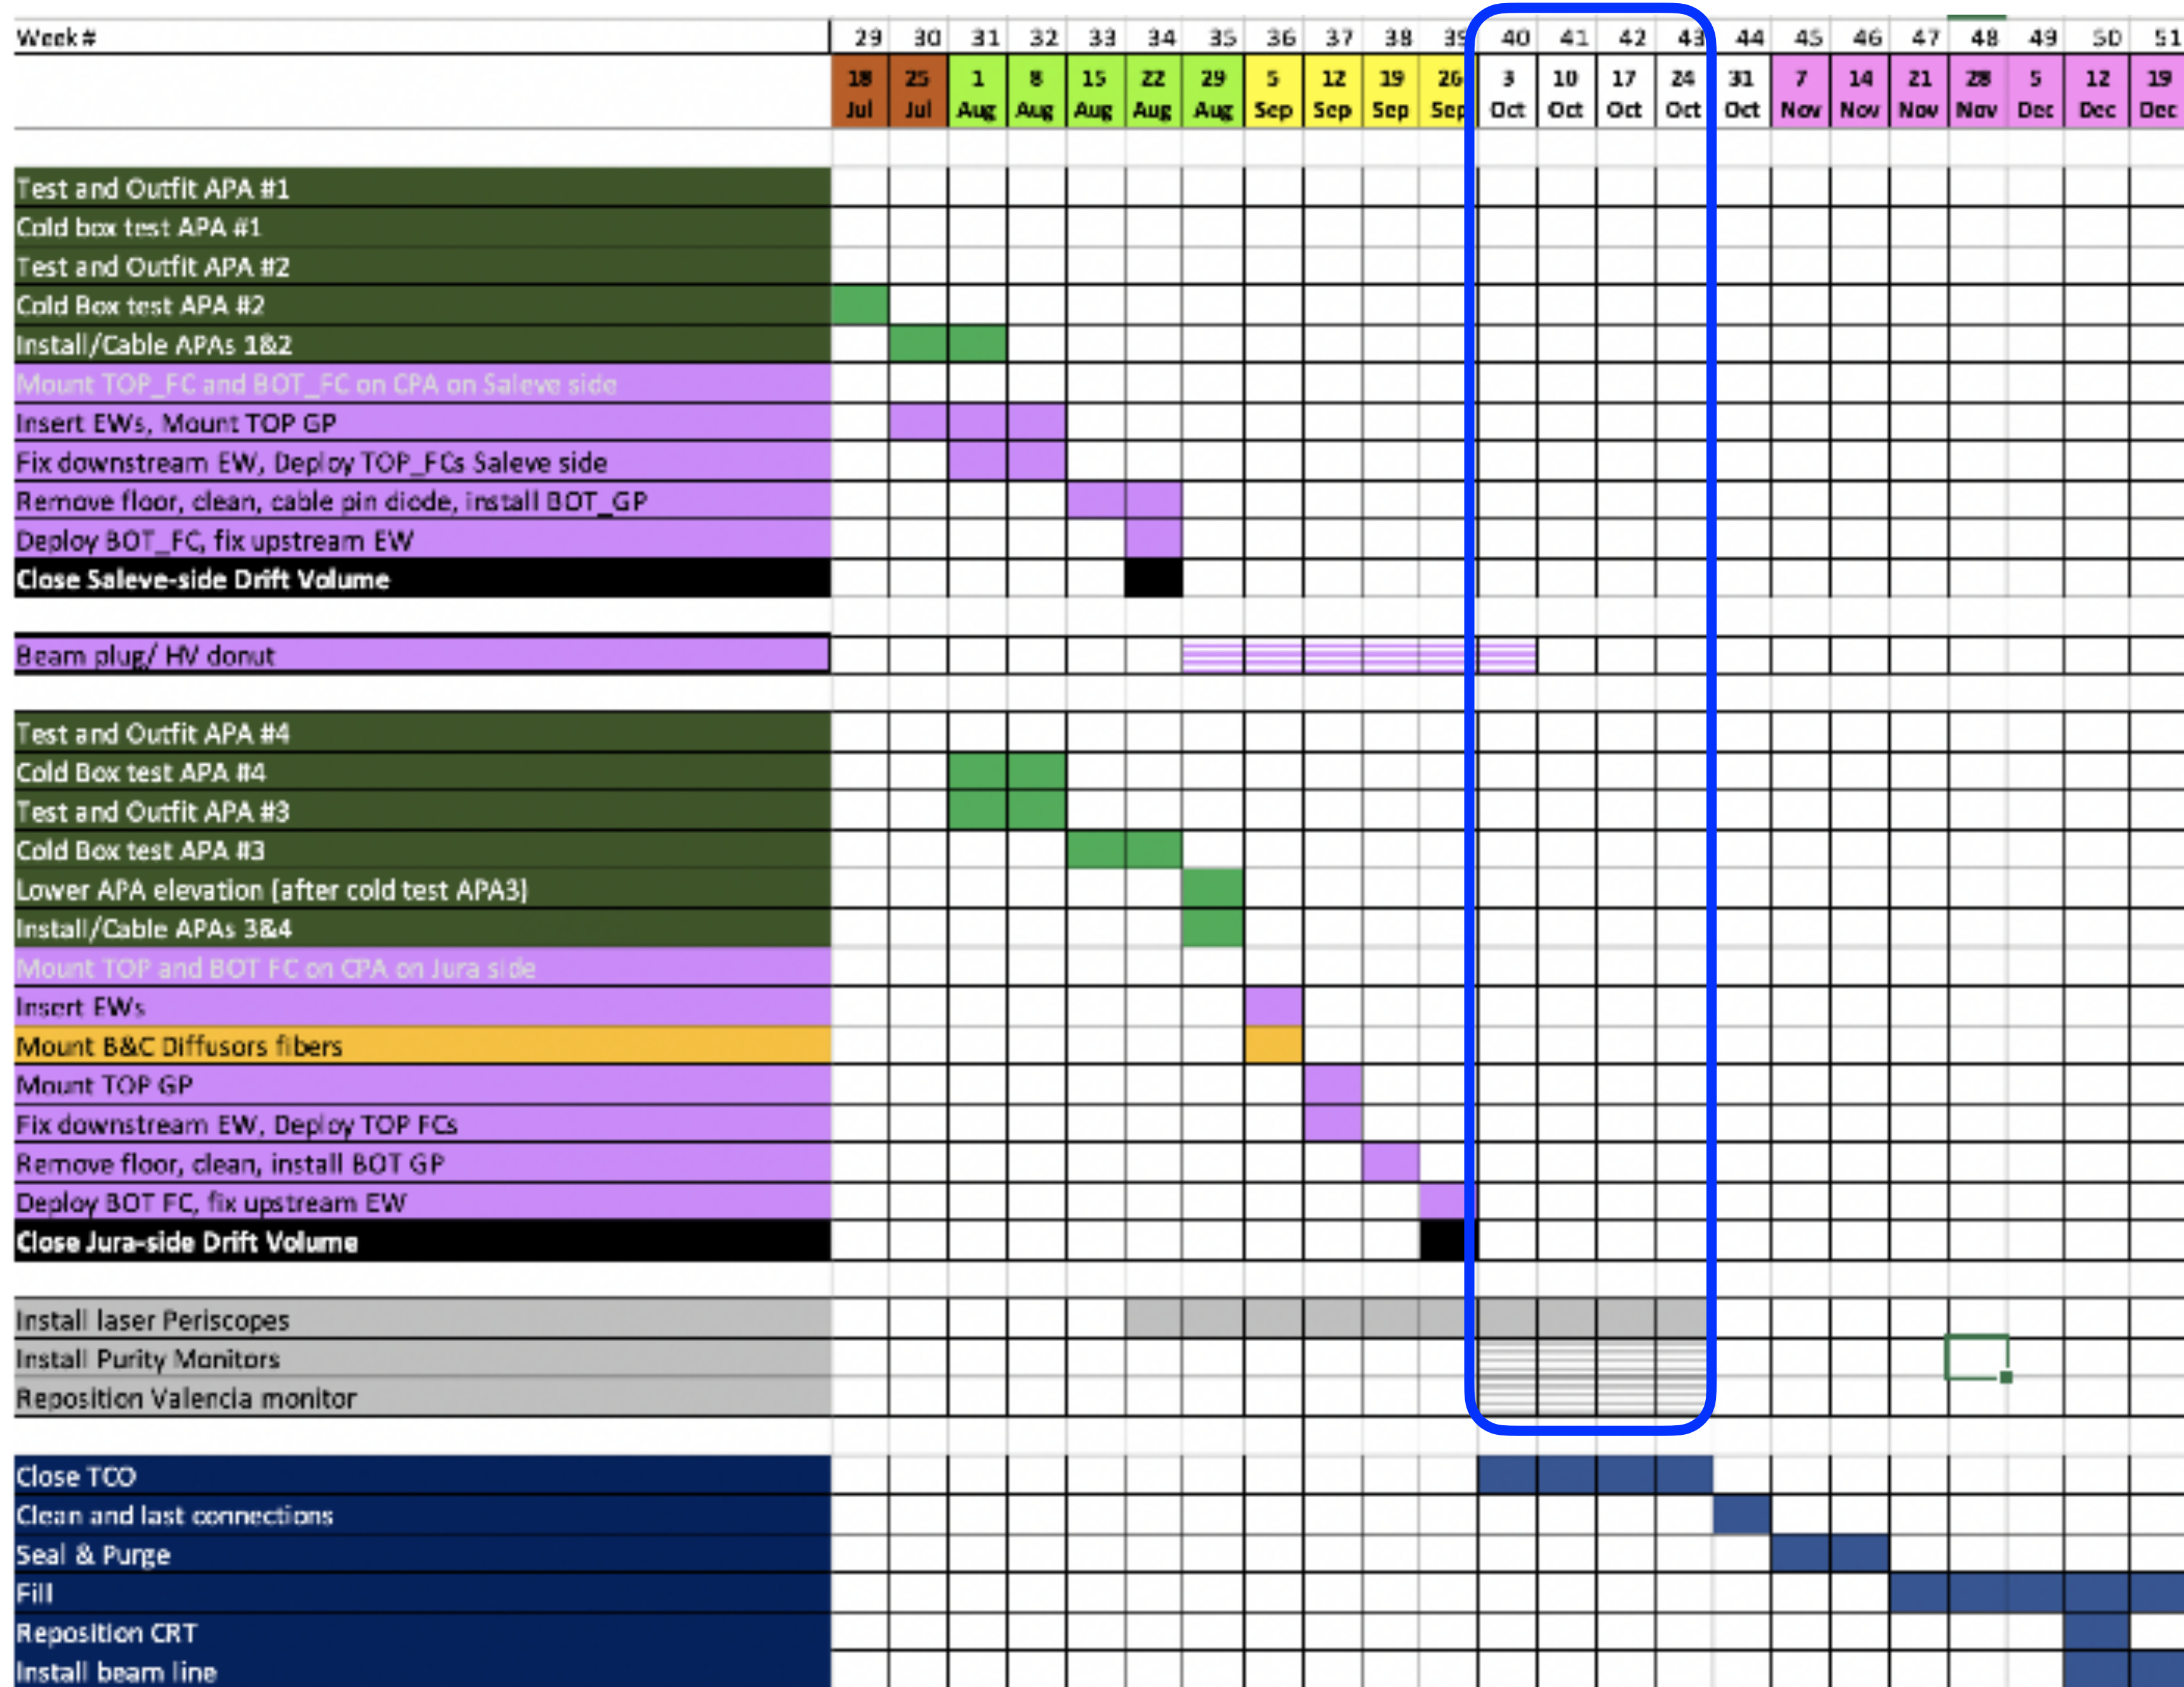 Week # 29 30 31 32 33 34 35 36 37 38 39 40 41 42 43 44 45 46 47 48 49 50 51
18 25 1 8 15 22 29 5 12 19 26 3 10 17 24 31 7 14 21 28 5 12 19
Jul Jul Aug Aug Aug Aug Aug Sep Sep Sep Sep Oct Oct Oct Oct Oct Nov Nov Nov Nov Dec Dec Dec
Test and Outfit APA #1
Cold box test APA #1
Test and Outfit APA #2
Cold Box test APA #2
Install/Cable APAs 1&2
Mount TOP_FC and BOT_FC on CPA on Saleve side
Insert EWs, Mount TOP GP
Fix downstream EW, Deploy TOP_FCs Saleve side
Remove floor, clean, cable pin diode, install BOT_GP
Deploy BOT_FC, fix upstream EW
Close Saleve-side Drift Volume
Beam plug/ HV donut
Test and Outfit APA #4
Cold Box test APA #4
Test and Outfit APA #3
Cold Box test APA #3
Lower APA elevation (after cold test APA3)
Install/Cable APAs 3&4
Mount TOP and BOT FC on CPA on Jura side
Insert EWs
Mount B&C Diffusors fibers
Mount TOP GP
Fix downstream EW, Deploy TOP FCs
Remove floor, clean, install BOT GP
Deploy BOT FC, fix upstream EW
Close Jura-side Drift Volume
Install laser Periscopes
Install Purity Monitors
Reposition Valencia monitor
Close TCO
Clean and last connections
Seal & Purge
Fill
Reposition CRT
Install beam line